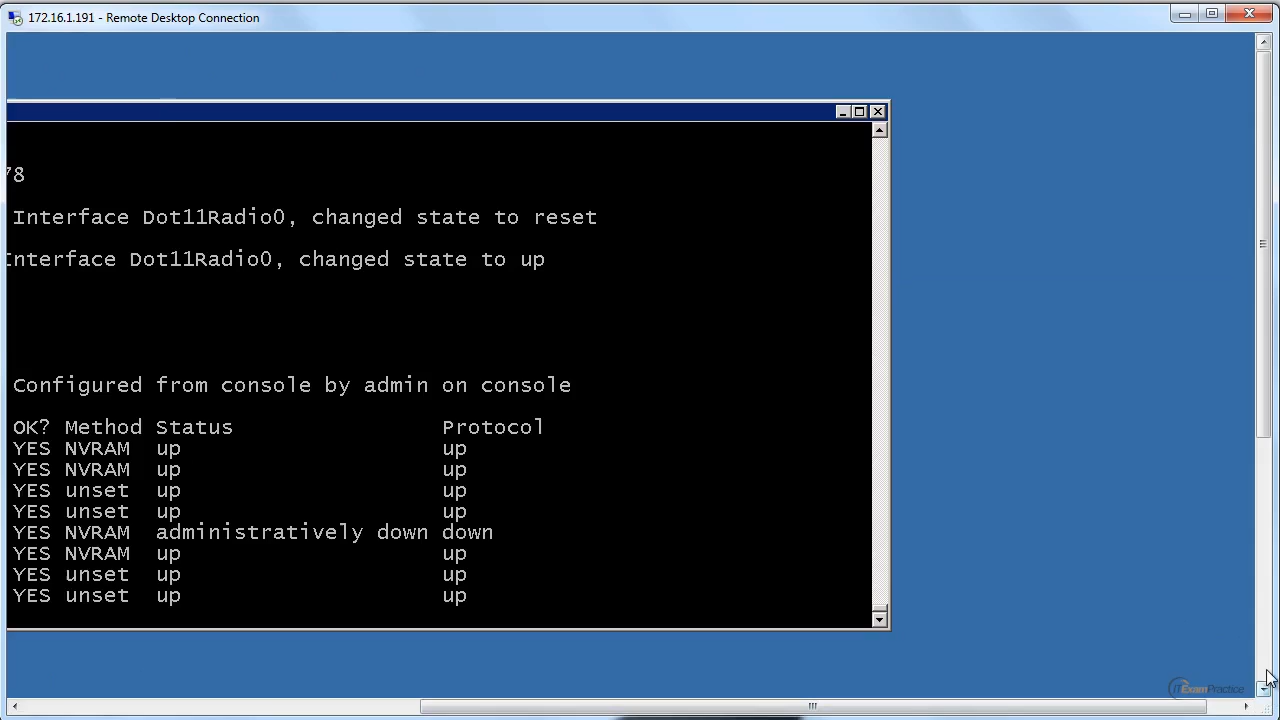 172.16.1.191 - Remote Desktop Connection
78
Interface Dot11Radio0, changed state to reset
Interface Dot11Radio0, changed state to up
Configured from console by admin on console
OK? Method Status Protocol
YES NVRAM up up
YES NVRAM up up
YES unset up up
YES unset up up
YES NVRAM administratively down down
YES NVRAM up up
YES unset up up
YES unset up up
ITExamPractice